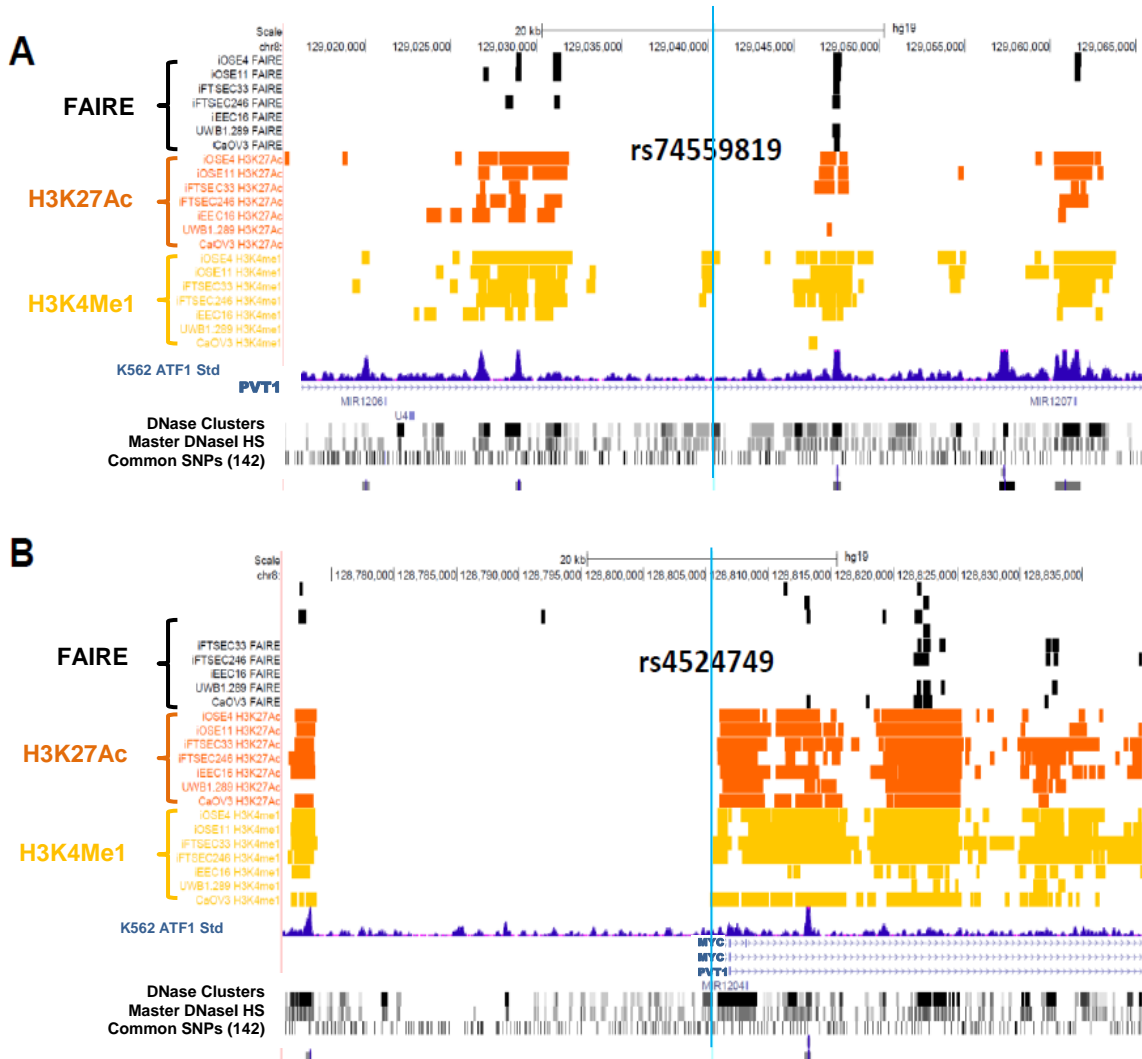 A
Scale
20 kb
hg19
chr8:
129,020,000 129,025,000 129,030,000 129,035,000 129,040,000 129,045,000 129,050,000 129,055,000 129,060,000 129,065,000
FAIRE
iOSE4 FAIRE
iOSE11 FAIRE
iFTSEC33 FAIRE
iFTSEC246 FAIRE
iEEC16 FAIRE
UWB1.289 FAIRE
CaOV3 FAIRE
rs74559819
H3K27Ac
iOSE4 H3K27Ac
iOSE11 H3K27Ac
iFTSEC33 H3K27Ac
iFTSEC246 H3K27Ac
iEEC16 H3K27Ac
UWB1.289 H3K27Ac
CaOV3 H3K27Ac
H3K4Me1
iOSE4 H3K4me1
iOSE11 H3K4me1
iFTSEC33 H3K4me1
iFTSEC246 H3K4me1
iEEC16 H3K4me1
UWB1.289 H3K4me1
CaOV3 H3K4me1
K562 ATF1 Std
PVT1
MIR1206
MIR1207
U4
DNase Clusters
Master DNaseI HS
Common SNPs (142)
B
Scale
20 kb
hg19
chr8:
128,780,000 128,785,000 128,790,000 128,795,000 128,800,000 128,805,000 128,810,000 128,815,000 128,820,000 128,825,000 128,830,000 128,835,000
FAIRE
iFTSEC33 FAIRE
iFTSEC246 FAIRE
iEEC16 FAIRE
UWB1.289 FAIRE
CaOV3 FAIRE
rs4524749
H3K27Ac
iOSE4 H3K27Ac
iOSE11 H3K27Ac
iFTSEC33 H3K27Ac
iFTSEC246 H3K27Ac
iEEC16 H3K27Ac
UWB1.289 H3K27Ac
CaOV3 H3K27Ac
H3K4Me1
iOSE4 H3K4me1
iOSE11 H3K4me1
iFTSEC33 H3K4me1
iFTSEC246 H3K4me1
iEEC16 H3K4me1
UWB1.289 H3K4me1
CaOV3 H3K4me1
K562 ATF1 Std
MYC
MYC
PVT1
MIR1204
DNase Clusters
Master DNaseI HS
Common SNPs (142)